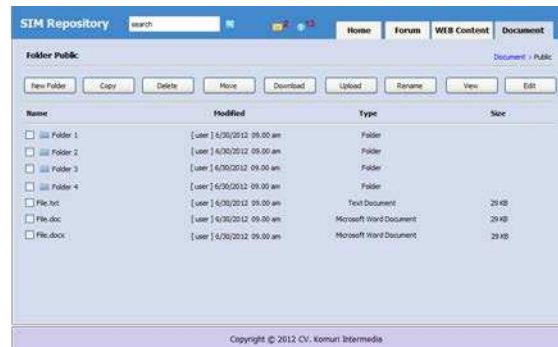 SIM Repository search 2 13 Home Forum WEB Content Document
Folder Public Document > Public
New Folder Copy Delete Move Download Upload Rename View Edit
Name Modified Type Size
Folder 1 [ user ] 6/30/2012 09.00 am Folder
Folder 2 [ user ] 6/30/2012 09.00 am Folder
Folder 3 [ user ] 6/30/2012 09.00 am Folder
Folder 4 [ user ] 6/30/2012 09.00 am Folder
File.txt [ user ] 6/30/2012 09.00 am Text Document 29 KB
File.doc [ user ] 6/30/2012 09.00 am Microsoft Word Document 29 KB
File.docx [ user ] 6/30/2012 09.00 am Microsoft Word Document 29 KB
Copyright © 2012 CV. Komuri Intermedia